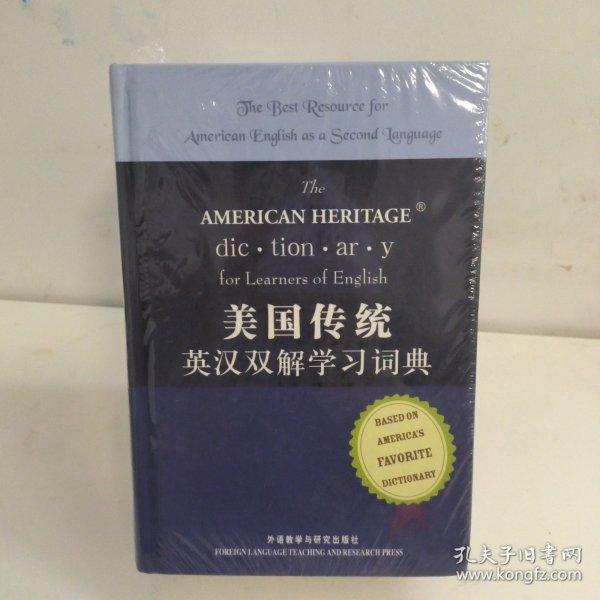 The Best Resource for
American English as a Second Language
The
AMERICAN HERITAGE®
dic·tion·ar·y
for Learners of English
美国传统
英汉双解学习词典
BASED ON
AMERICA'S
FAVORITE
DICTIONARY
外语教学与研究出版社
FOREIGN LANGUAGE TEACHING AND RESEARCH PRESS
孔夫子旧书网
www.kongfz.com